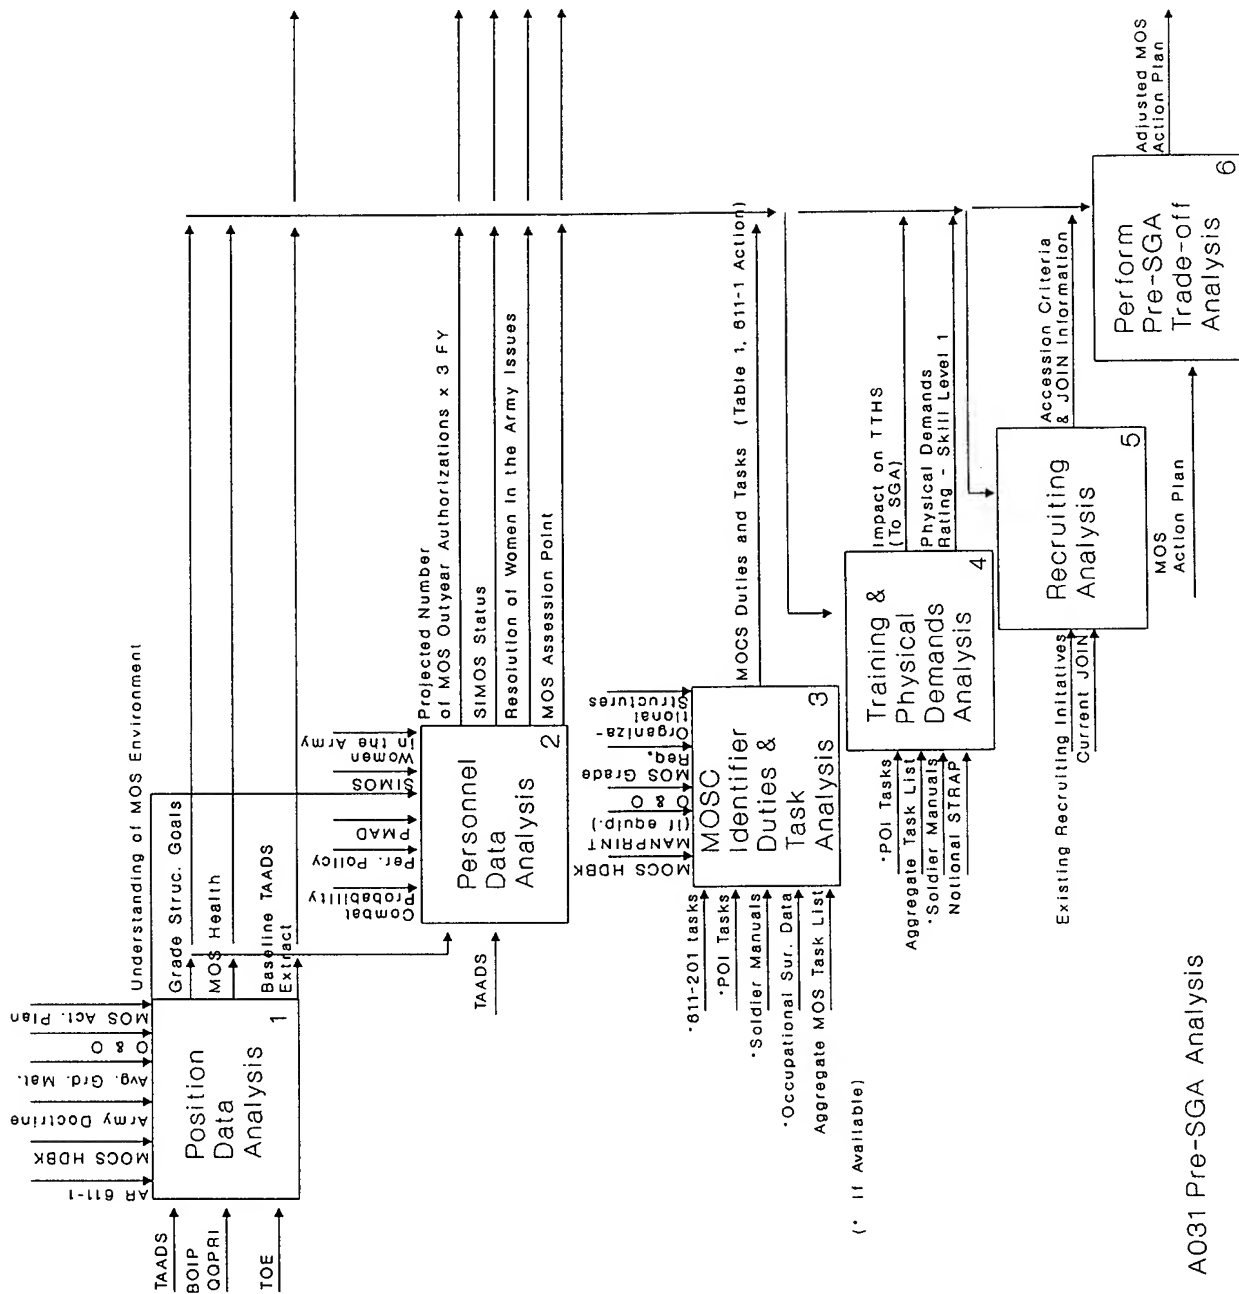 AR 611-1
MOCS HDBK
Army Doctrine
Avg. Grd. Mat.
O & O
MOS Act. Plan
TAADS
BOIP
QOPRI
TOE
Position
Data
Analysis
1
Understanding of MOS Environment
Grade Struc. Goals
MOS Health
Baseline TAADS
Extract
Combat
Probability
Per. Policy
PMAD
SIMOS
Women
in the Army
TAADS
Personnel
Data
Analysis
2
Projected Number
of MOS Outyear Authorizations x 3 FY
SIMOS Status
Resolution of Women in the Army Issues
MOS Assession Point
MOCS HDBK
MANPRINT
(if equip.)
O & O
MOS Grade
Req.
Organiza-
tional
Structures
*611-201 tasks
*POI Tasks
*Soldier Manuals
*Occupational Sur. Data
Aggregate MOS Task List
MOSC
Identifier
Duties &
Task
Analysis
3
MOCS Duties and Tasks (Table 1, 611-1 Action)
(* If Available)
*POI Tasks
Aggregate Task List
*Soldier Manuals
Notional STRAP
Training &
Physical
Demands
Analysis
4
Impact on TTHS
(To SGA)
Physical Demands
Rating - Skill Level 1
Existing Recruiting Initatives
Current JOIN
Recruiting
Analysis
5
Accession Criteria
& JOIN Information
MOS
Action Plan
Perform
Pre-SGA
Trade-off
Analysis
6
Adjusted MOS
Action Plan
A031 Pre-SGA Analysis